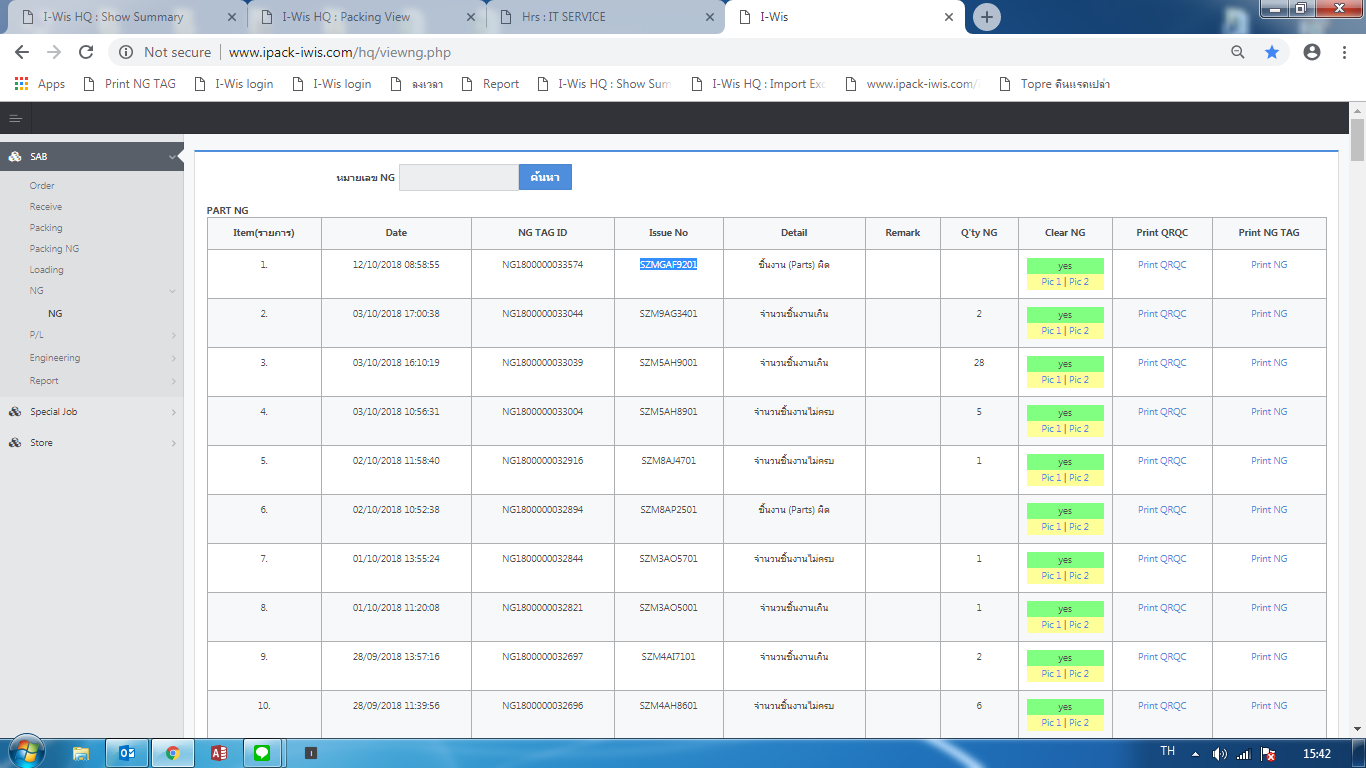 I-Wis HQ : Show Summary
I-Wis HQ : Packing View
Hrs : IT SERVICE
I-Wis
Not secure www.ipack-iwis.com/hq/viewng.php
Apps Print NG TAG I-Wis login I-Wis login ลงเวลา Report I-Wis HQ : Show Sum I-Wis HQ : Import Exc www.ipack-iwis.com/ Topre คืนแรดเปล่า
SAB
Order
Receive
Packing
Packing NG
Loading
NG
NG
P/L
Engineering
Report
Special Job
Store
หมายเลข NG ค้นหา
PART NG
Item(รายการ) Date NG TAG ID Issue No Detail Remark Q'ty NG Clear NG Print QRQC Print NG TAG
1. 12/10/2018 08:58:55 NG1800000033574 SZMGAF9201 ชิ้นงาน (Parts) ผิด yes Print QRQC Print NG
Pic 1 | Pic 2
2. 03/10/2018 17:00:38 NG1800000033044 SZM9AG3401 จำนวนชิ้นงานเกิน 2 yes Print QRQC Print NG
Pic 1 | Pic 2
3. 03/10/2018 16:10:19 NG1800000033039 SZM5AH9001 จำนวนชิ้นงานเกิน 28 yes Print QRQC Print NG
Pic 1 | Pic 2
4. 03/10/2018 10:56:31 NG1800000033004 SZM5AH8901 จำนวนชิ้นงานไม่ครบ 5 yes Print QRQC Print NG
Pic 1 | Pic 2
5. 02/10/2018 11:58:40 NG1800000032916 SZM8AJ4701 จำนวนชิ้นงานไม่ครบ 1 yes Print QRQC Print NG
Pic 1 | Pic 2
6. 02/10/2018 10:52:38 NG1800000032894 SZM8AP2501 ชิ้นงาน (Parts) ผิด yes Print QRQC Print NG
Pic 1 | Pic 2
7. 01/10/2018 13:55:24 NG1800000032844 SZM3AO5701 จำนวนชิ้นงานไม่ครบ 1 yes Print QRQC Print NG
Pic 1 | Pic 2
8. 01/10/2018 11:20:08 NG1800000032821 SZM3AO5001 จำนวนชิ้นงานเกิน 1 yes Print QRQC Print NG
Pic 1 | Pic 2
9. 28/09/2018 13:57:16 NG1800000032697 SZM4AI7101 จำนวนชิ้นงานเกิน 2 yes Print QRQC Print NG
Pic 1 | Pic 2
10. 28/09/2018 11:39:56 NG1800000032696 SZM4AH8601 จำนวนชิ้นงานไม่ครบ 6 yes Print QRQC Print NG
Pic 1 | Pic 2
TH 15:42